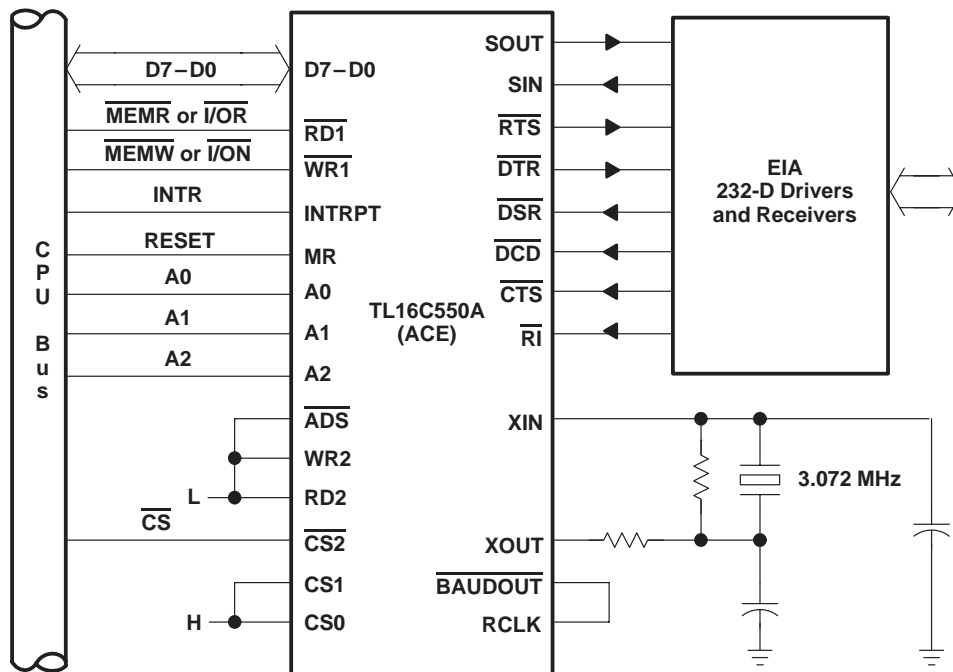 D7–D0
MEMR or I/OR
MEMW or I/ON
INTR
RESET
A0
A1
A2
L
CS
H
CPU Bus
D7–D0
RD1
WR1
INTRPT
MR
A0
A1
A2
ADS
WR2
RD2
CS2
CS1
CS0
TL16C550A
(ACE)
SOUT
SIN
RTS
DTR
DSR
DCD
CTS
RI
XIN
XOUT
BAUDOUT
RCLK
EIA
232-D Drivers
and Receivers
3.072 MHz